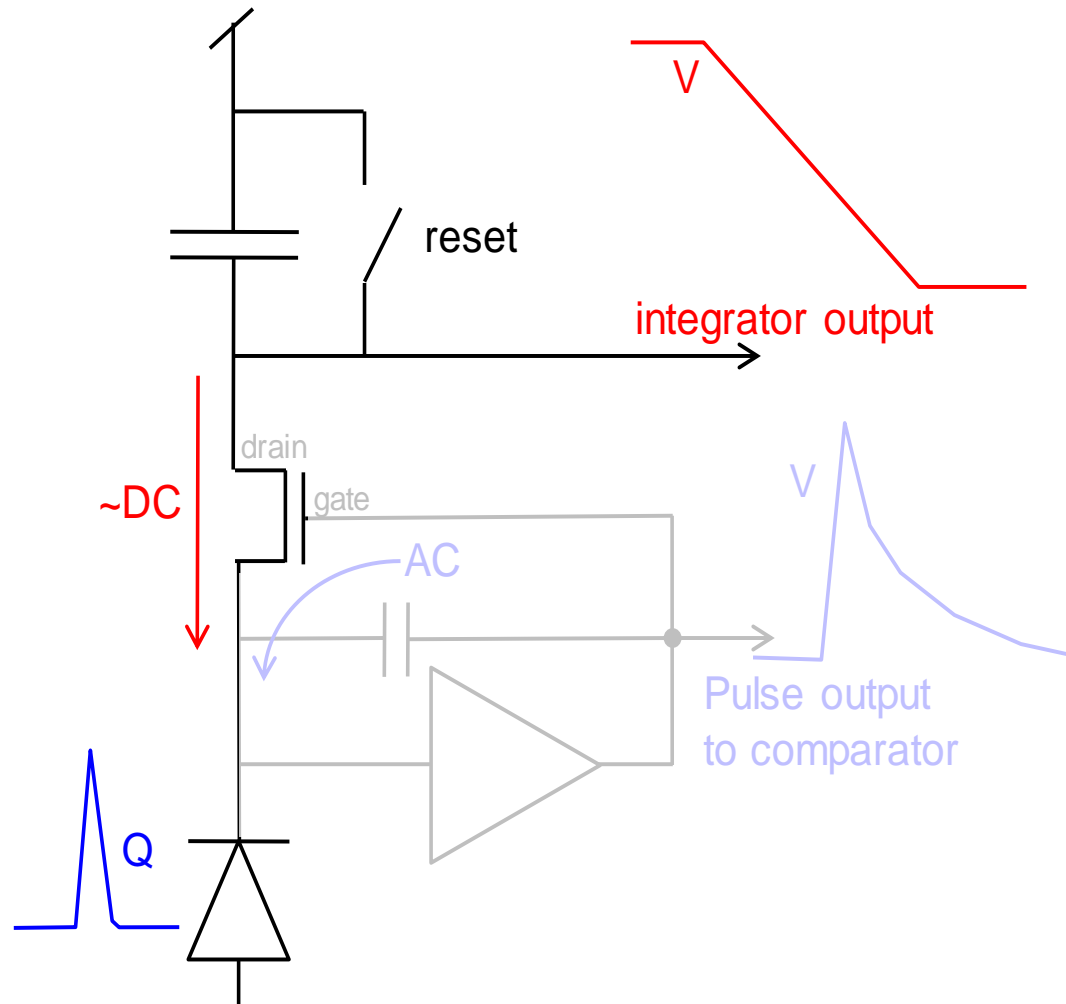 V
reset
integrator output
drain
~DC
gate
V
AC
Pulse output
to comparator
Q